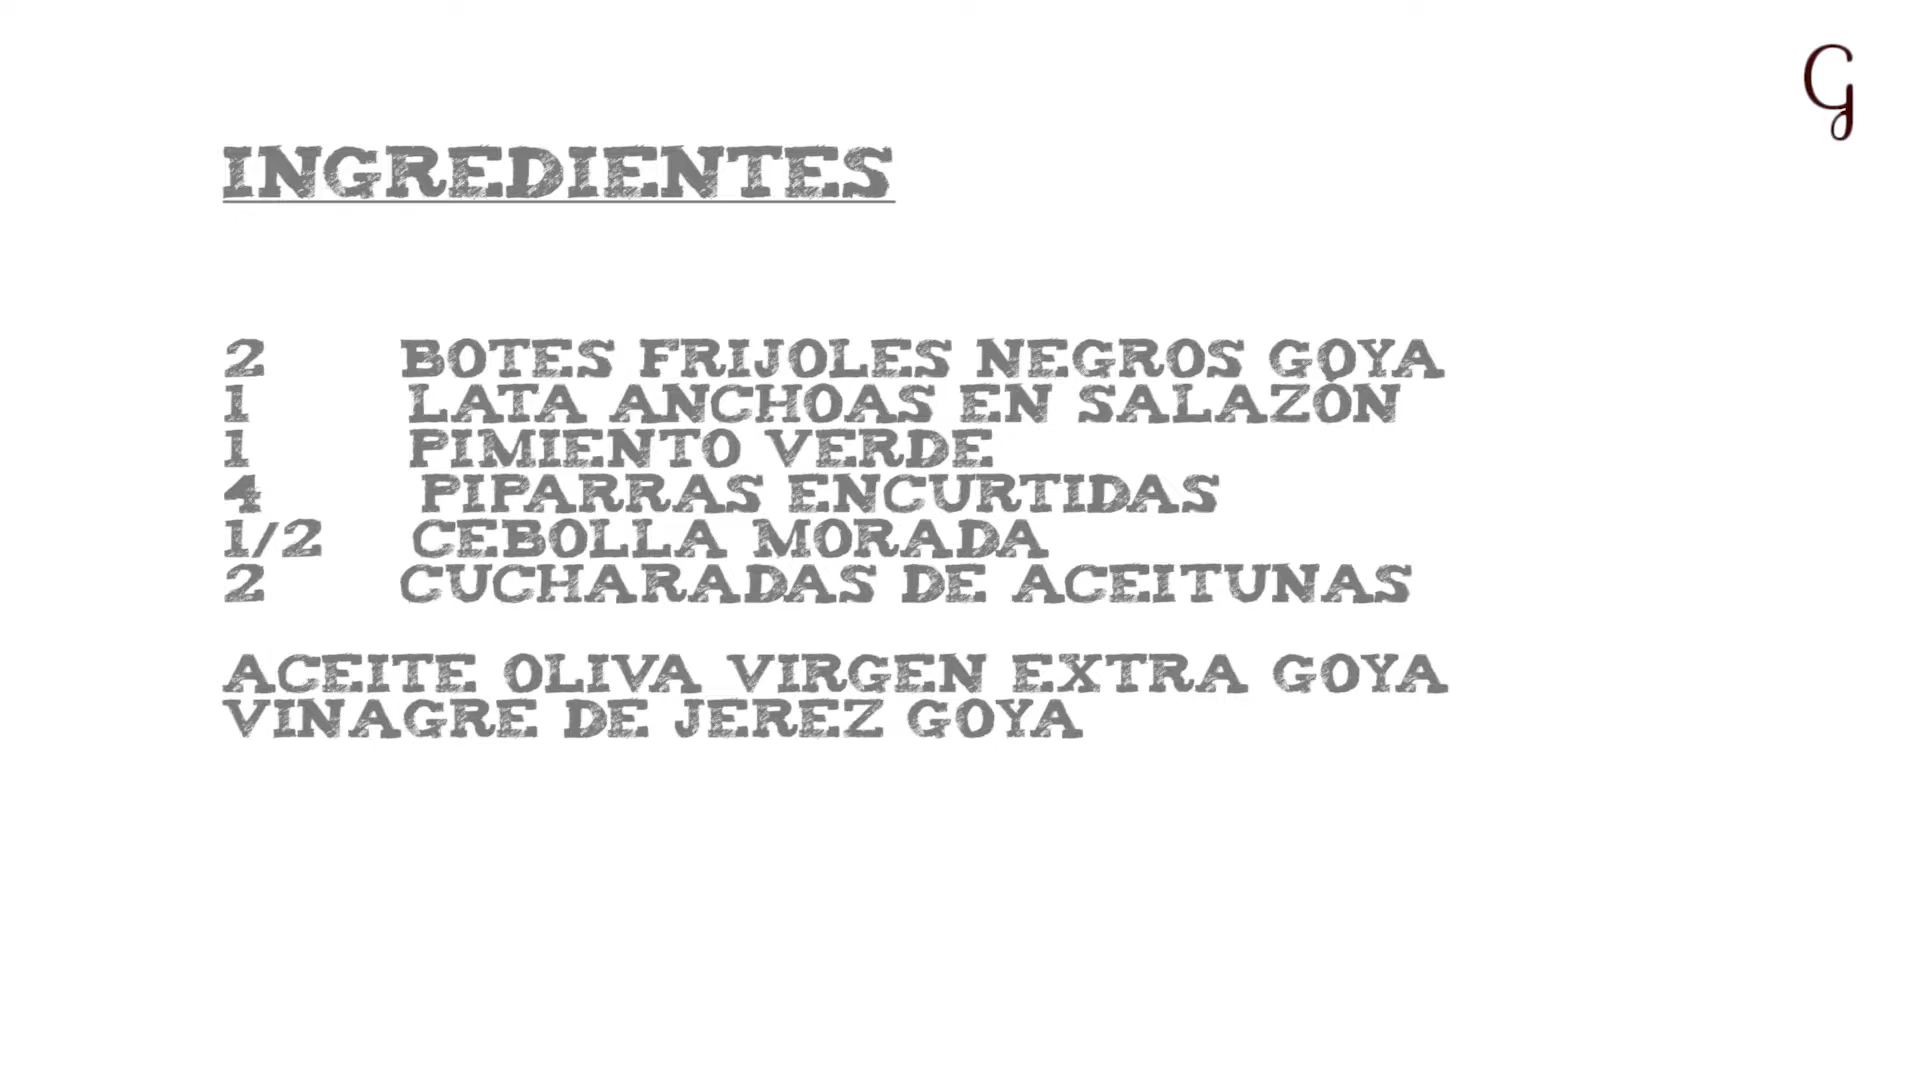 G
INGREDIENTES
2 BOTES FRIJOLES NEGROS GOYA
1 LATA ANCHOAS EN SALAZÓN
1 PIMIENTO VERDE
4 PIPARRAS ENCURTIDAS
1/2 CEBOLLA MORADA
2 CUCHARADAS DE ACEITUNAS
ACEITE OLIVA VIRGEN EXTRA GOYA
VINAGRE DE JEREZ GOYA